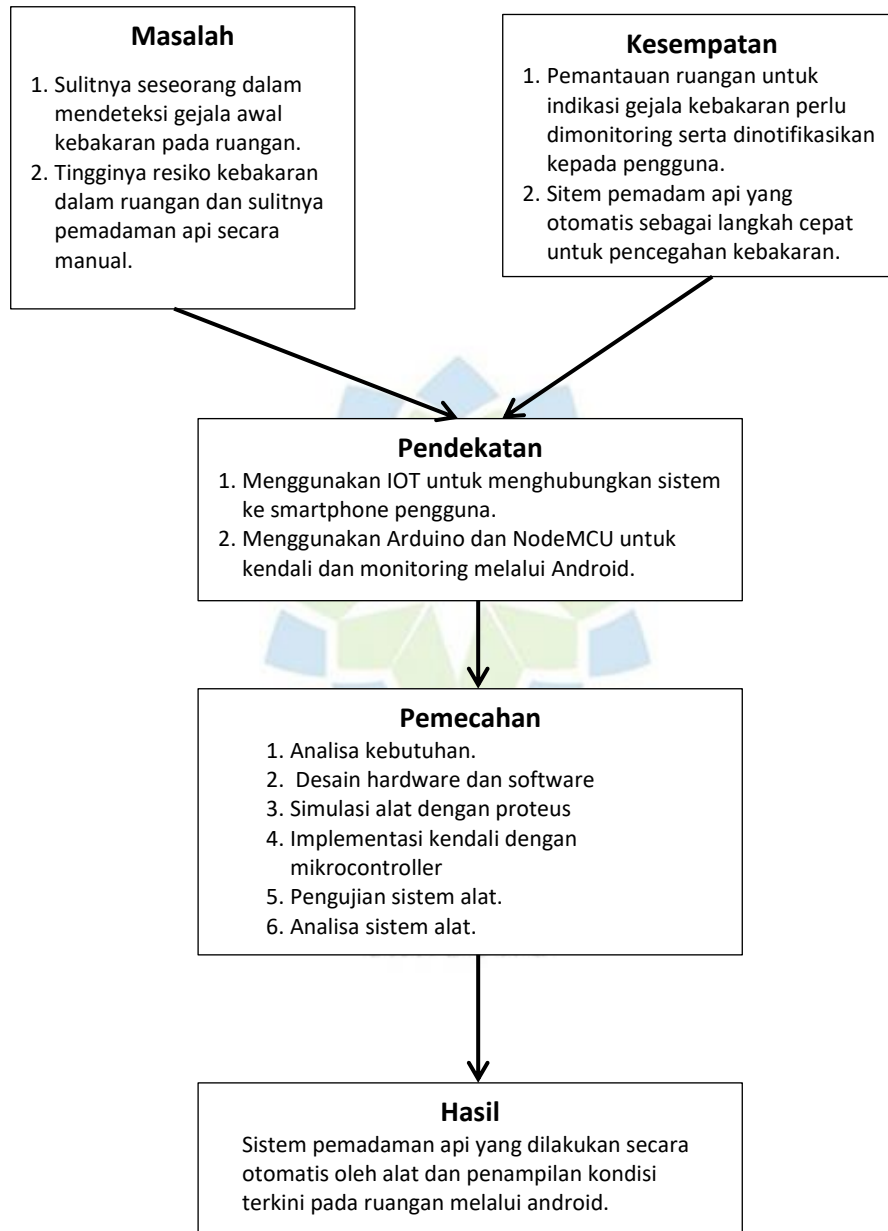 Masalah
1. Sulitnya seseorang dalam
mendeteksi gejala awal
kebakaran pada ruangan.
2. Tingginya resiko kebakaran
dalam ruangan dan sulitnya
pemadaman api secara
manual.
Kesempatan
1. Pemantauan ruangan untuk
indikasi gejala kebakaran perlu
dimonitoring serta dinotifikasikan
kepada pengguna.
2. Sitem pemadam api yang
otomatis sebagai langkah cepat
untuk pencegahan kebakaran.
Pendekatan
1. Menggunakan IOT untuk menghubungkan sistem
ke smartphone pengguna.
2. Menggunakan Arduino dan NodeMCU untuk
kendali dan monitoring melalui Android.
Pemecahan
1. Analisa kebutuhan.
2. Desain hardware dan software
3. Simulasi alat dengan proteus
4. Implementasi kendali dengan
mikrocontroller
5. Pengujian sistem alat.
6. Analisa sistem alat.
Hasil
Sistem pemadaman api yang dilakukan secara
otomatis oleh alat dan penampilan kondisi
terkini pada ruangan melalui android.